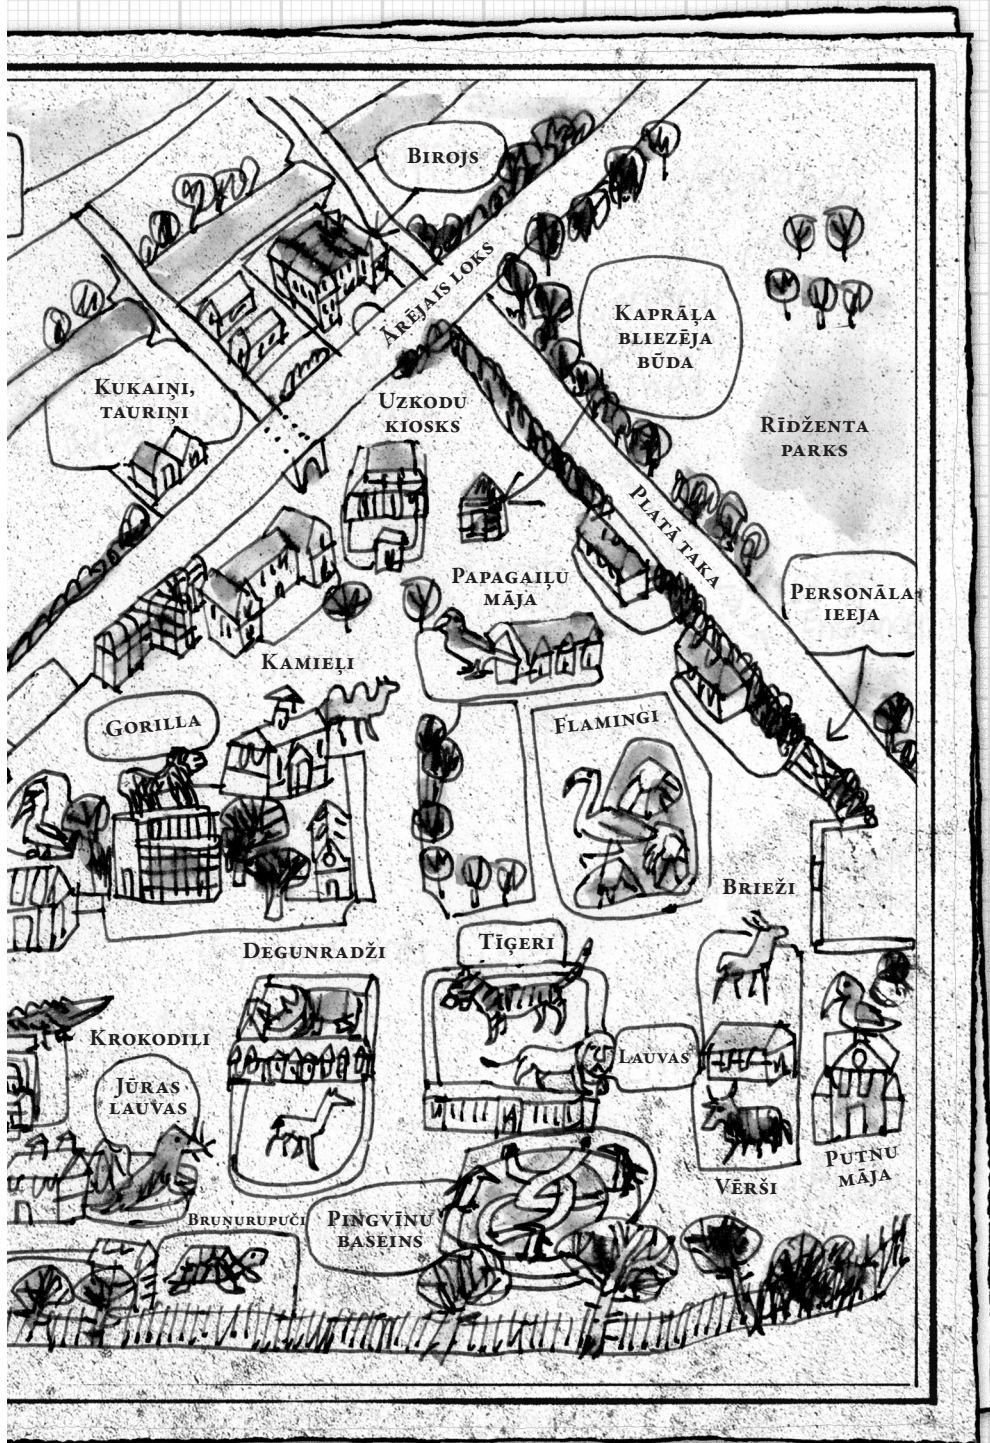 Birojs
Ārējais loks
Kaprāļa
bliezēja
būda
Kukaiņi,
tauriņi
Uzkodu
kiosks
Rīdženta
parks
Platā taka
Papagaiļu
māja
Personāla
ieeja
Kamieļi
Gorilla
Flamingi
Brieži
Tīģeri
Degunradži
Krokodili
Lauvas
Jūras
lauvas
Putnu
māja
Vērši
Bruņurupuči
Pingvīnu
baseins